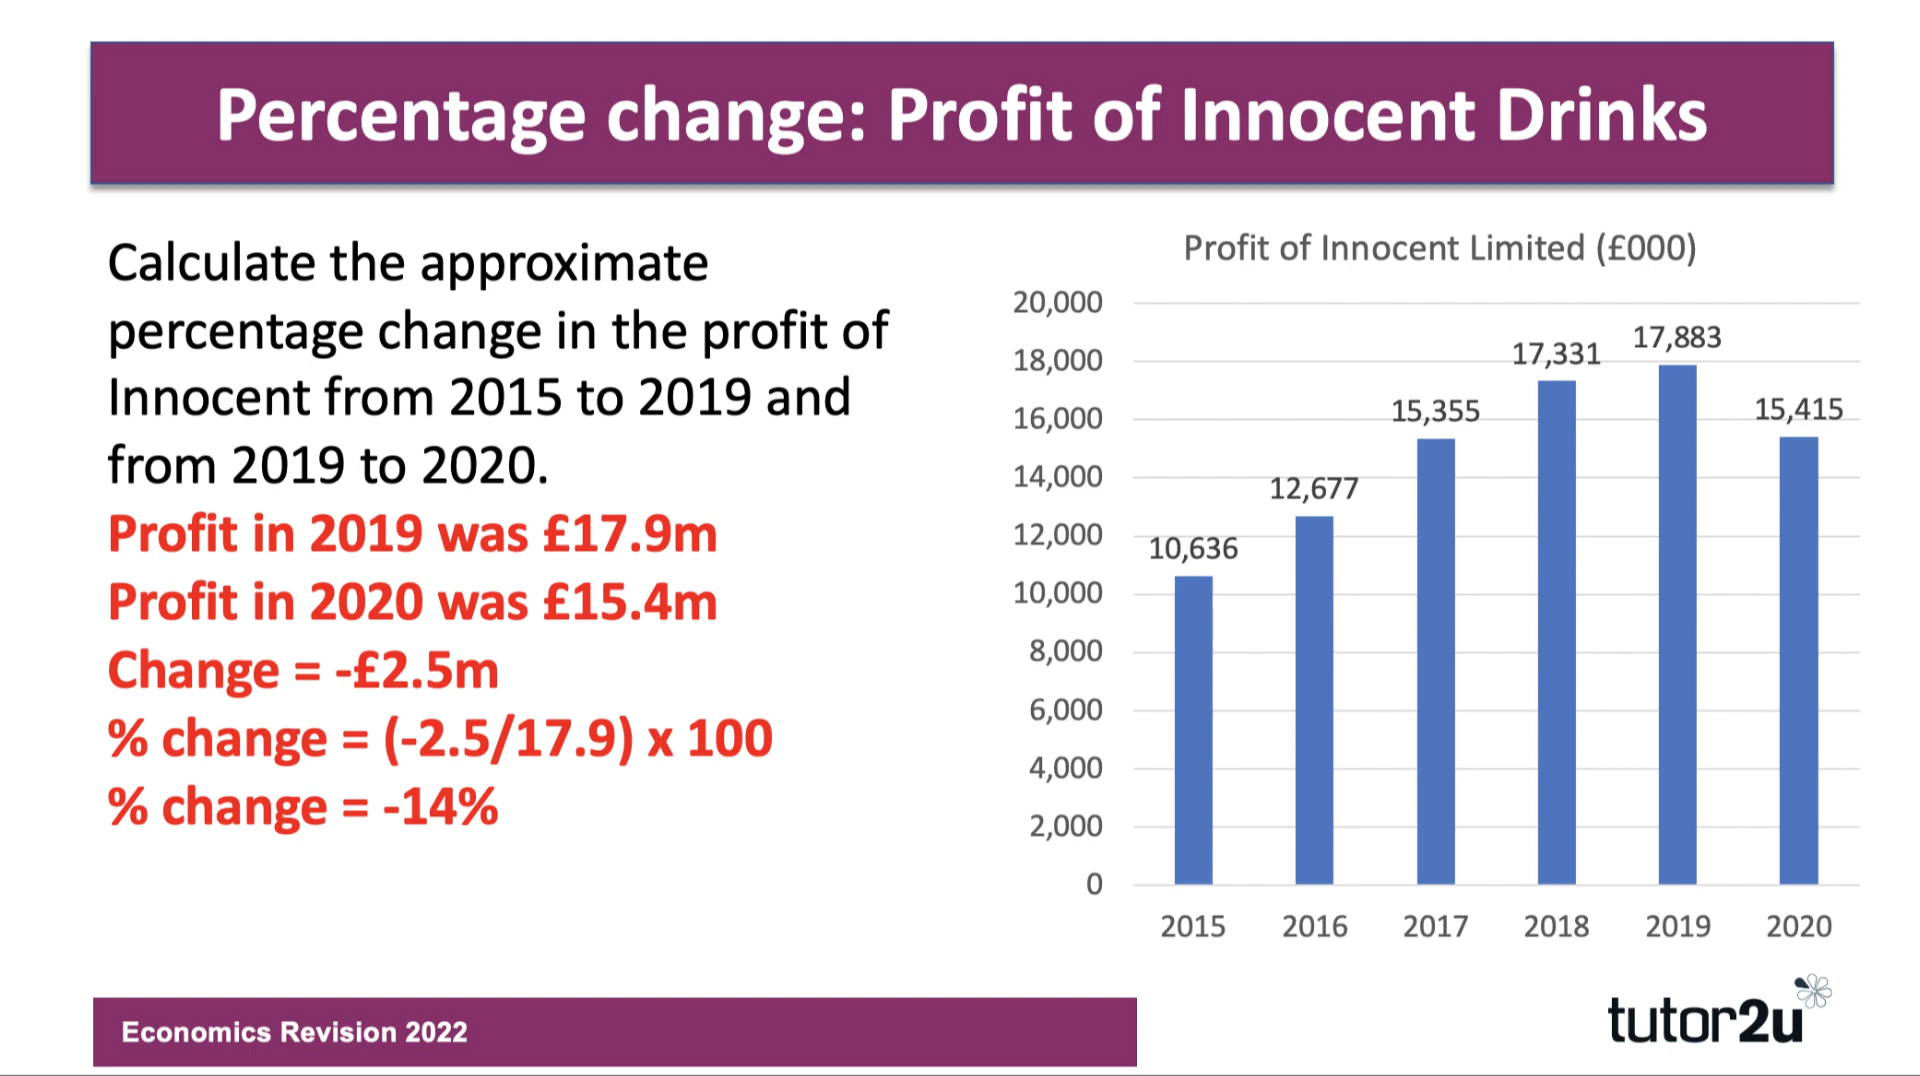 Percentage change: Profit of Innocent Drinks
Calculate the approximate
percentage change in the profit of
Innocent from 2015 to 2019 and
from 2019 to 2020.
Profit in 2019 was £17.9m
Profit in 2020 was £15.4m
Change = -£2.5m
% change = (-2.5/17.9) x 100
% change = -14%
Profit of Innocent Limited (£000)
20,000
18,000
16,000
14,000
12,000
10,000
8,000
6,000
4,000
2,000
0
10,636
12,677
15,355
17,331
17,883
15,415
2015 2016 2017 2018 2019 2020
Economics Revision 2022
tutor2u